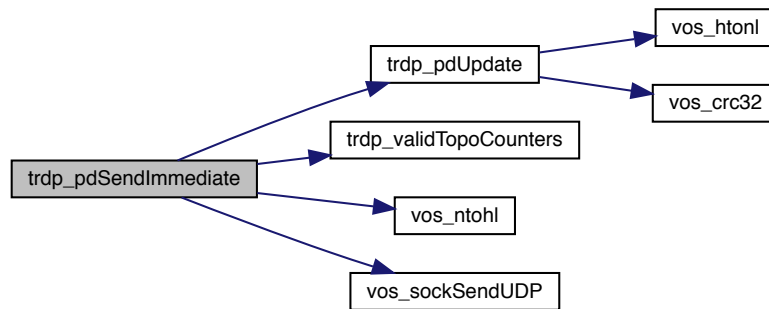 vos_htonl
trdp_pdUpdate
vos_crc32
trdp_validTopoCounters
trdp_pdSendImmediate
vos_ntohl
vos_sockSendUDP